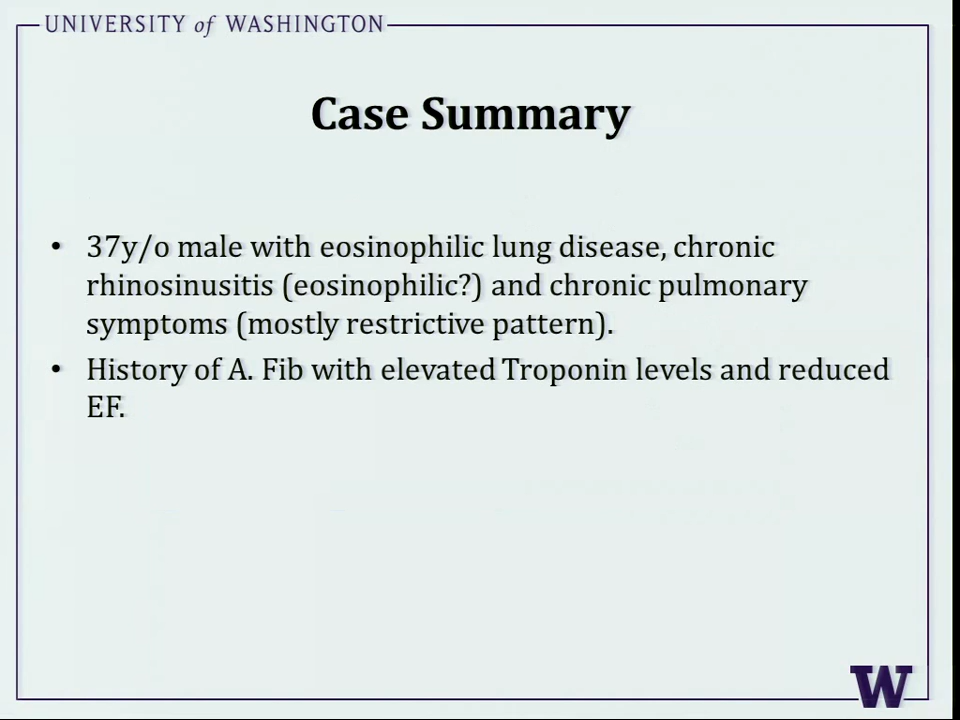 UNIVERSITY of WASHINGTON
Case Summary
• 37y/o male with eosinophilic lung disease, chronic
rhinosinusitis (eosinophilic?) and chronic pulmonary
symptoms (mostly restrictive pattern).
• History of A. Fib with elevated Troponin levels and reduced
EF.
W